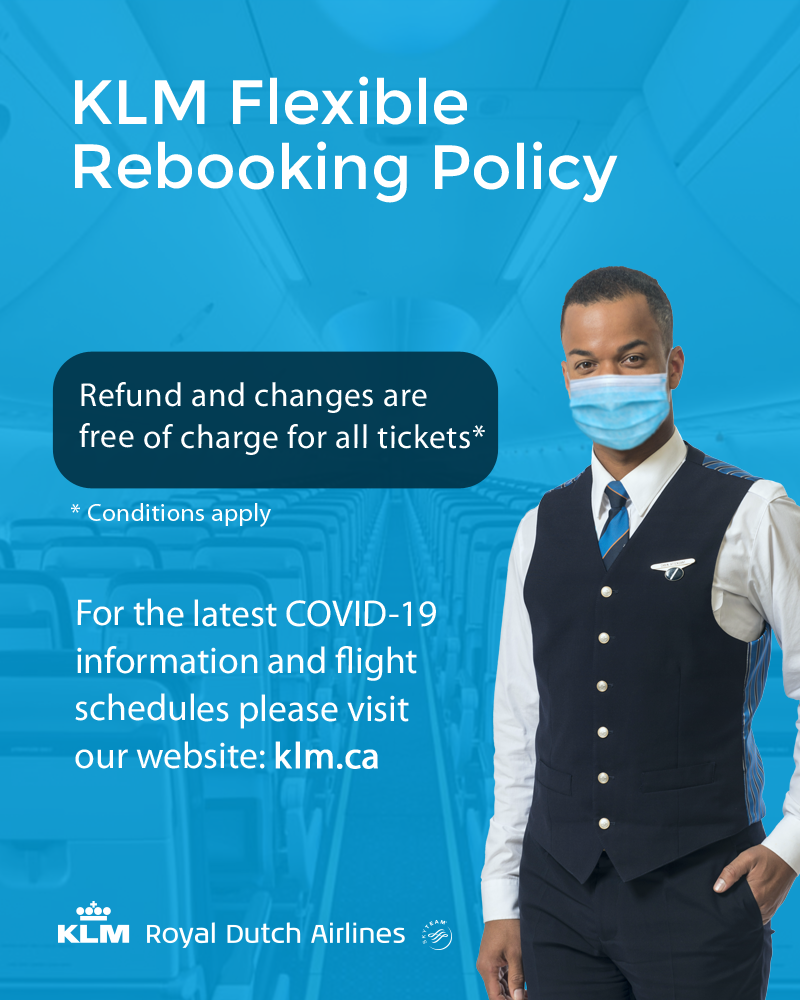 KLM Flexible
Rebooking Policy
Refund and changes are
free of charge for all tickets*
* Conditions apply
For the latest COVID-19
information and flight
schedules please visit
our website: klm.ca
KLM Royal Dutch Airlines SKYTEAM